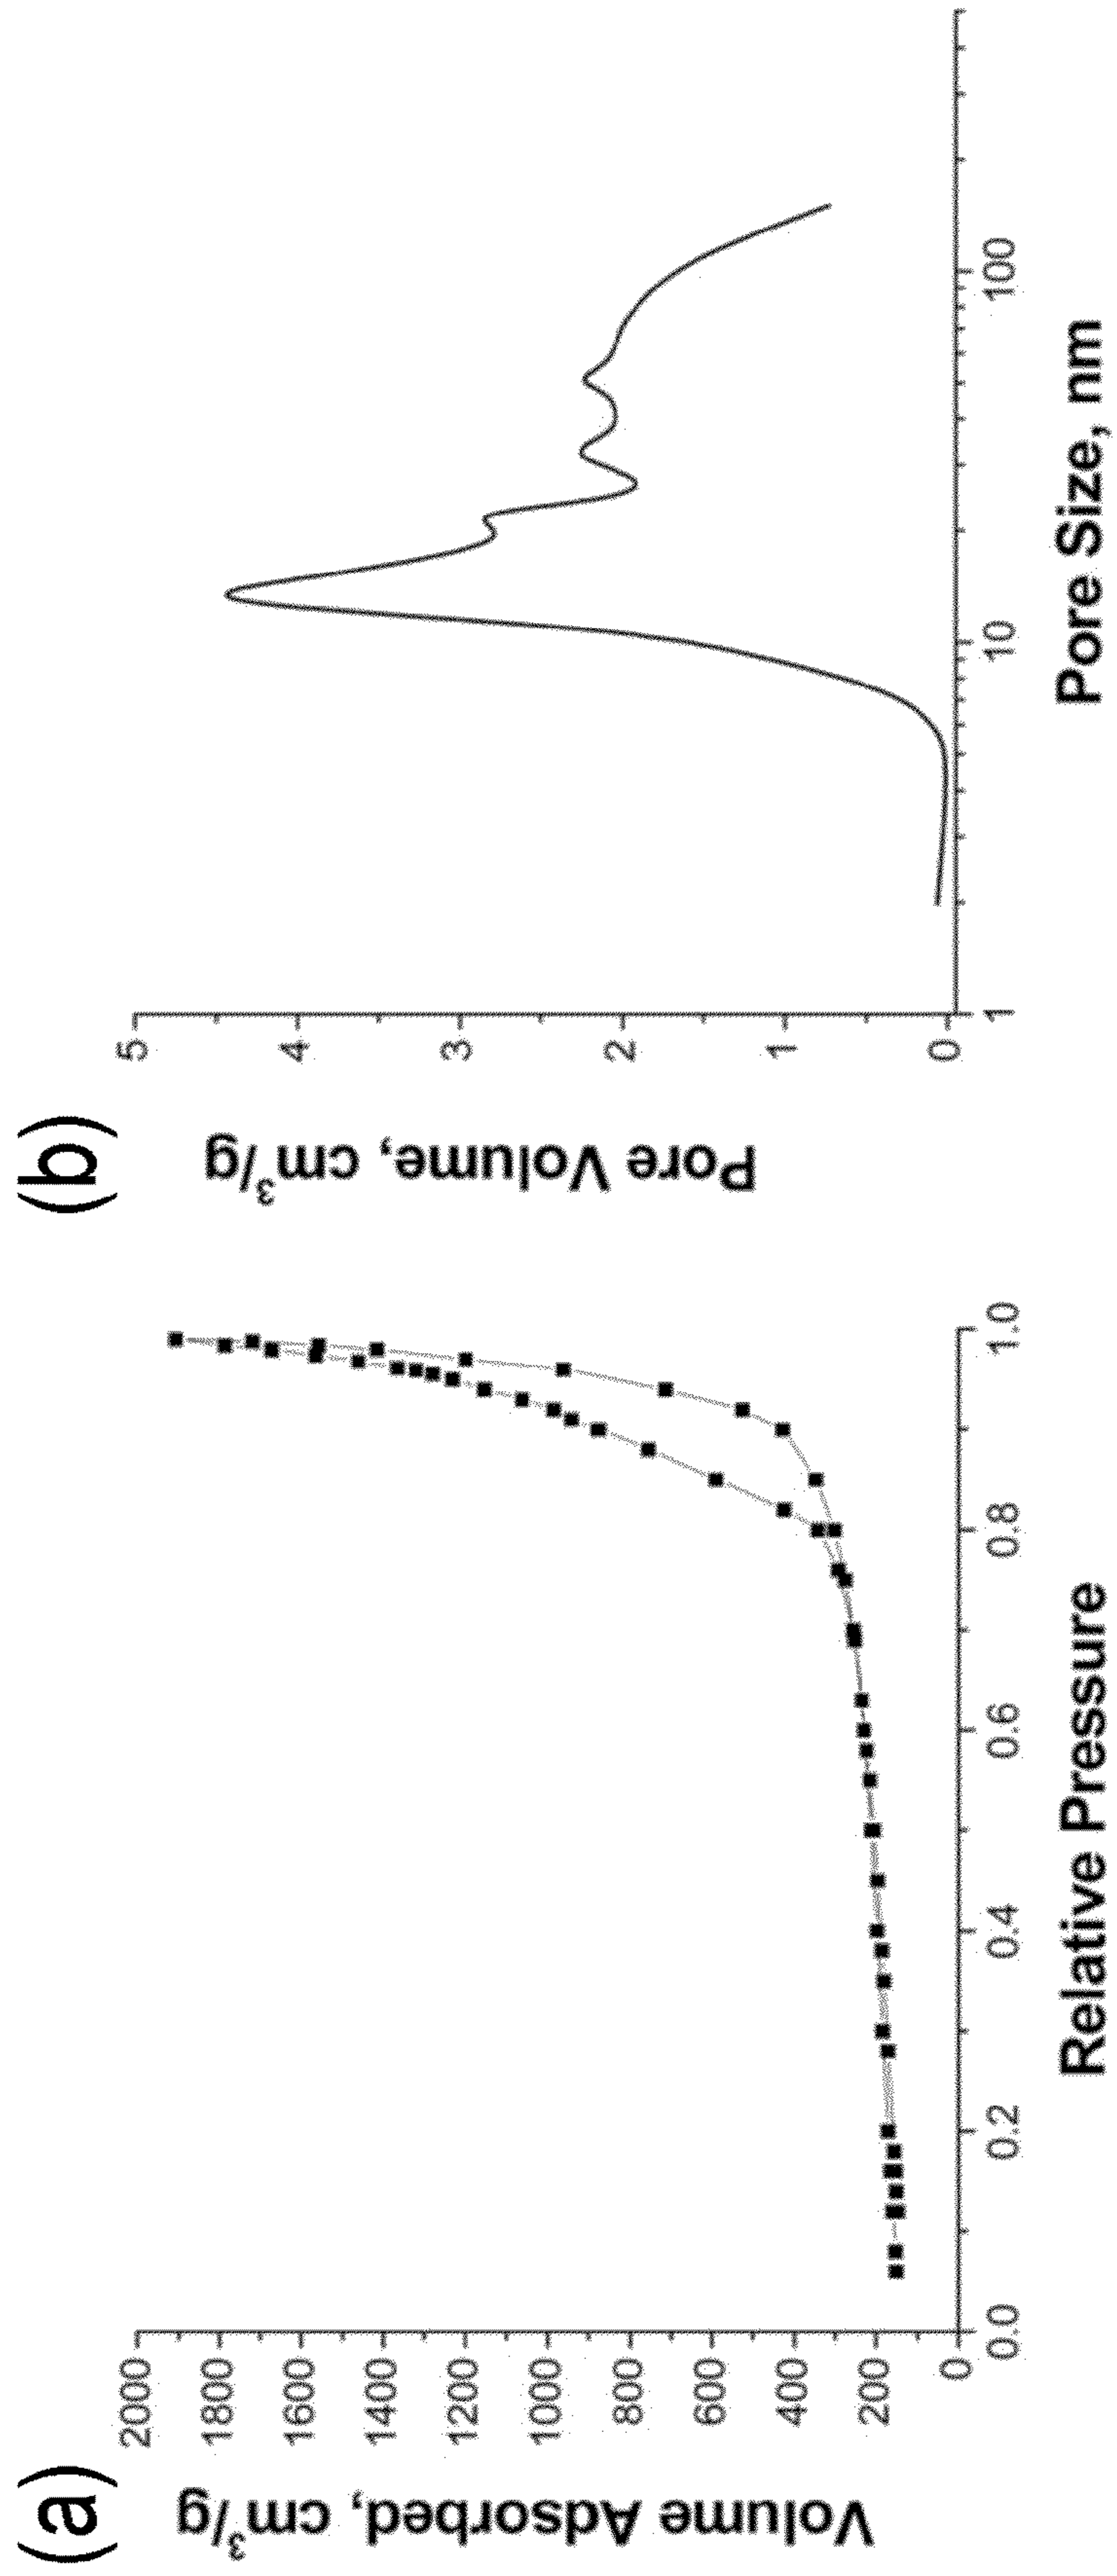 (a)
Volume Adsorbed, cm³/g
2000
1800
1600
1400
1200
1000
800
600
400
200
0
0.0 0.2 0.4 0.6 0.8 1.0
Relative Pressure
(b)
Pore Volume, cm³/g
5
4
3
2
1
0
1 10 100
Pore Size, nm